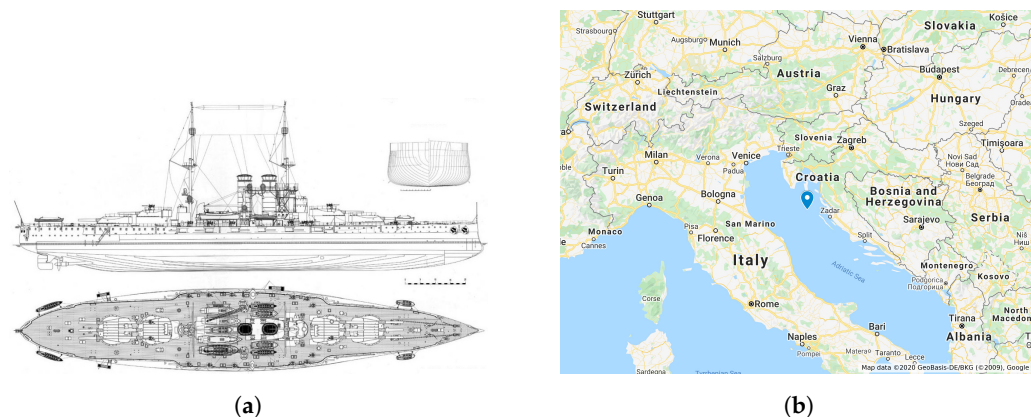 Stuttgart
Strasbourg
Augsburg
Munich
Salzburg
Vienna
Bratislava
Slovakia
Košice
Zürich
Liechtenstein
Austria
Graz
Budapest
Debrecen
Hungary
Switzerland
Szeged
Slovenia
Zagreb
Timișoara
Milan
Verona
Venice
Padua
Trieste
Croatia
Novi Sad
Нови Сад
Turin
Bologna
Bosnia and
Herzegovina
Belgrade
Београд
Genoa
Zadar
Sarajevo
Serbia
Monaco
Pisa
San Marino
Florence
Split
Niš
Ниш
Cannes
Italy
Adriatic Sea
Montenegro
Kosovo
Podgorica
Подгорица
Corse
Rome
North
Macedonia
Tirana
Albania
Naples
Pompei
Bari
Matera
Taranto
Lecce
Sardegna
Tyrrhenian Sea
Map data ©2020 GeoBasis-DE/BKG (©2009), Google
(a)
(b)